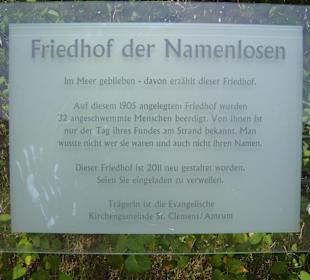 Friedhof der Namenlosen
Im Meer geblieben - davon erzählt dieser Friedhof.
Auf diesem 1905 angelegtem Friedhof wurden
32 angeschwemmte Menschen beerdigt. Von Ihnen ist
nur der Tag ihres Fundes am Strand bekannt. Man
wusste nicht wer sie waren und auch nicht ihren Namen.
Dieser Friedhof ist 2011 neu gestaltet worden.
Seien Sie eingeladen zu verweilen.
Trägerin ist die Evangelische
Kirchengemeinde St. Clemens/Amrum